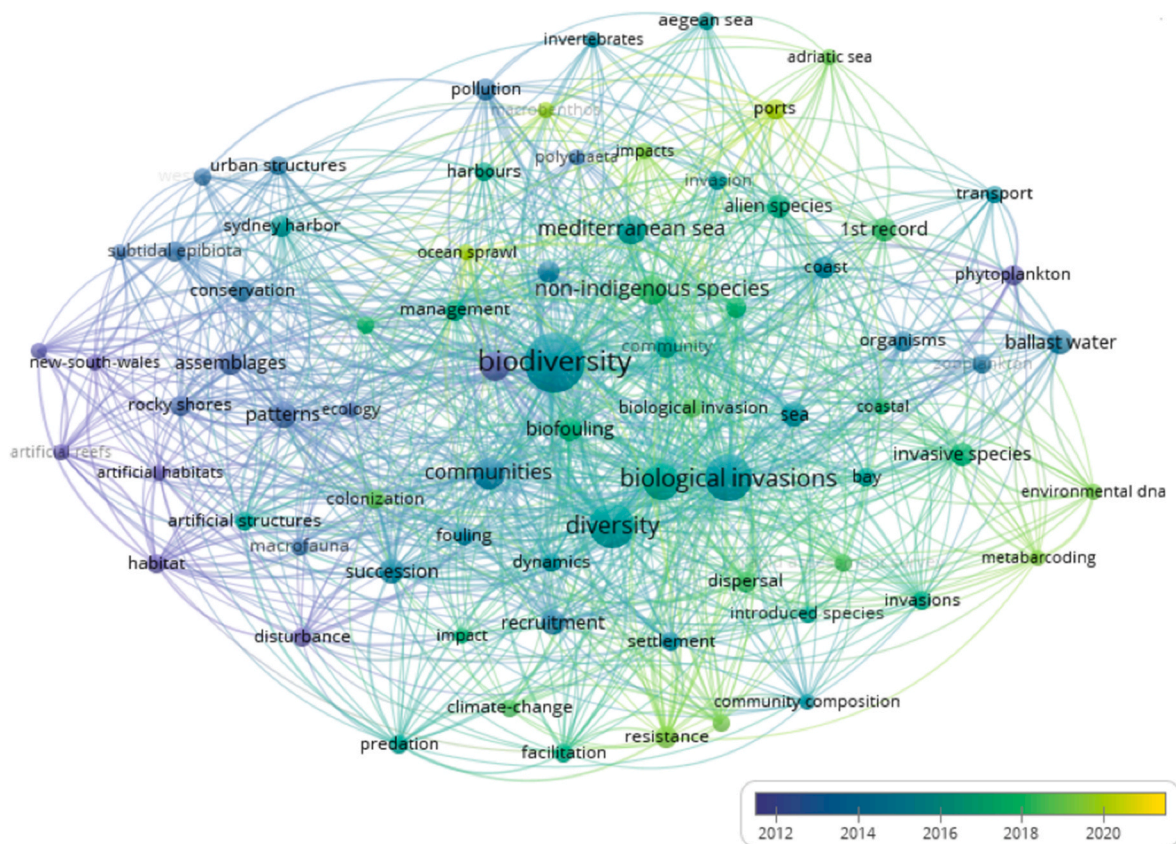 aegean sea
invertebrates
adriatic sea
pollution
macrobenthos
ports
polychaeta
impacts
urban structures
harbours
invasion
transport
alien species
sydney harbor
mediterranean sea
1st record
subtidal epibiota
ocean sprawl
coast
phytoplankton
conservation
non-indigenous species
management
organisms
ballast water
community
new-south-wales
assemblages
biodiversity
rocky shores
patterns
ecology
biological invasion
sea
coastal
biofouling
artificial reefs
invasive species
artificial habitats
communities
biological invasions
bay
environmental dna
colonization
artificial structures
diversity
fouling
macrofauna
habitat
succession
dynamics
metabarcoding
dispersal
invasions
introduced species
disturbance
impact
recruitment
settlement
climate-change
community composition
predation
facilitation
resistance
2012 2014 2016 2018 2020